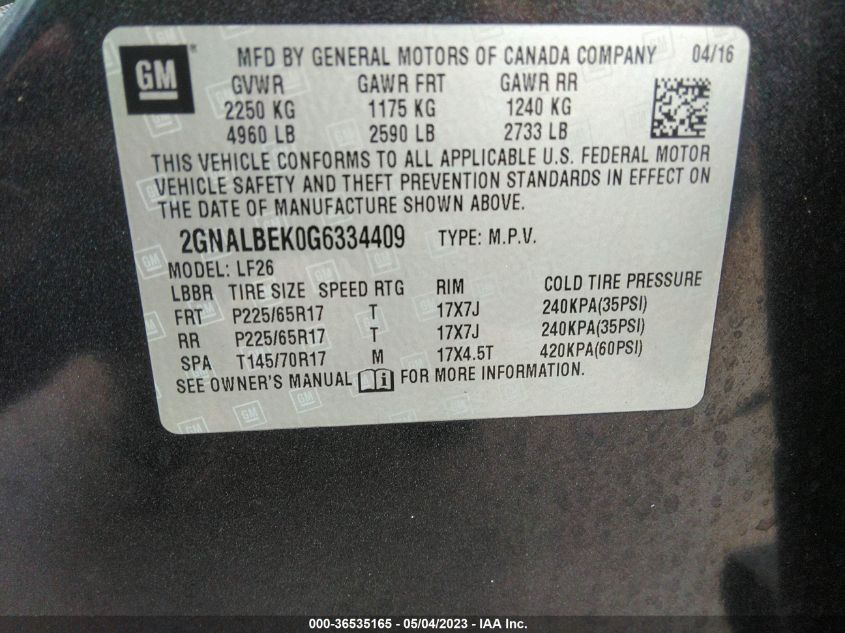 GM
MFD BY GENERAL MOTORS OF CANADA COMPANY 04/16
GVWR GAWR FRT GAWR RR
2250 KG 1175 KG 1240 KG
4960 LB 2590 LB 2733 LB
THIS VEHICLE CONFORMS TO ALL APPLICABLE U.S. FEDERAL MOTOR
VEHICLE SAFETY AND THEFT PREVENTION STANDARDS IN EFFECT ON
THE DATE OF MANUFACTURE SHOWN ABOVE.
2GNALBEK0G6334409 TYPE: M.P.V.
MODEL: LF26
LBBR TIRE SIZE SPEED RTG RIM COLD TIRE PRESSURE
FRT P225/65R17 T 17X7J 240KPA(35PSI)
RR P225/65R17 T 17X7J 240KPA(35PSI)
SPA T145/70R17 M 17X4.5T 420KPA(60PSI)
SEE OWNER'S MANUAL FOR MORE INFORMATION.
000-36535165 - 05/04/2023 - IAA Inc.